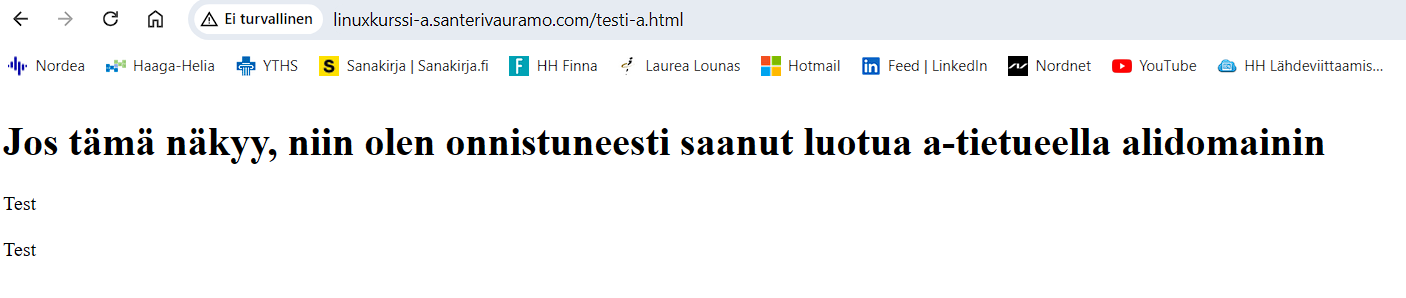 Ei turvallinen linuxkurssi-a.santerivauramo.com/testi-a.html
Nordea Haaga-Helia YTHS S Sanakirja | Sanakirja.fi F HH Finna Laurea Lounas Hotmail in Feed | LinkedIn Nordnet YouTube HH Lähdeviittaamis...
Jos tämä näkyy, niin olen onnistuneesti saanut luotua a-tietueella alidomainin
Test
Test